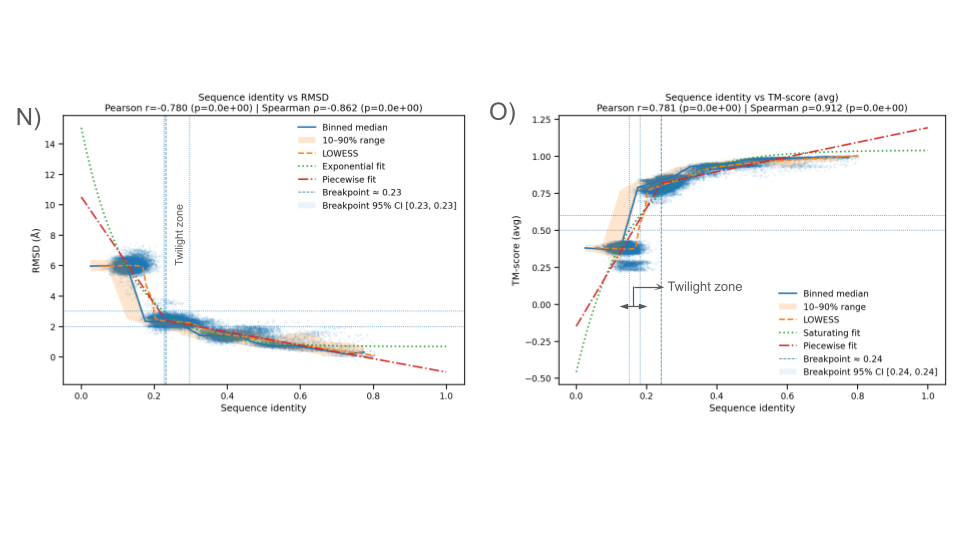 N)
Sequence identity vs RMSD
Pearson r=-0.780 (p=0.0e+00) | Spearman ρ=-0.862 (p=0.0e+00)
14
12
10
8
6
4
2
0
RMSD (Å)
Binned median
10–90% range
LOWESS
Exponential fit
Piecewise fit
Breakpoint ≈ 0.23
Breakpoint 95% CI [0.23, 0.23]
Twilight zone
0.0
0.2
0.4
0.6
0.8
1.0
Sequence identity
O)
Sequence identity vs TM-score (avg)
Pearson r=0.781 (p=0.0e+00) | Spearman ρ=0.912 (p=0.0e+00)
1.25
1.00
0.75
0.50
0.25
0.00
−0.25
−0.50
TM-score (avg)
Twilight zone
Binned median
10–90% range
LOWESS
Saturating fit
Piecewise fit
Breakpoint ≈ 0.24
Breakpoint 95% CI [0.24, 0.24]
0.0
0.2
0.4
0.6
0.8
1.0
Sequence identity